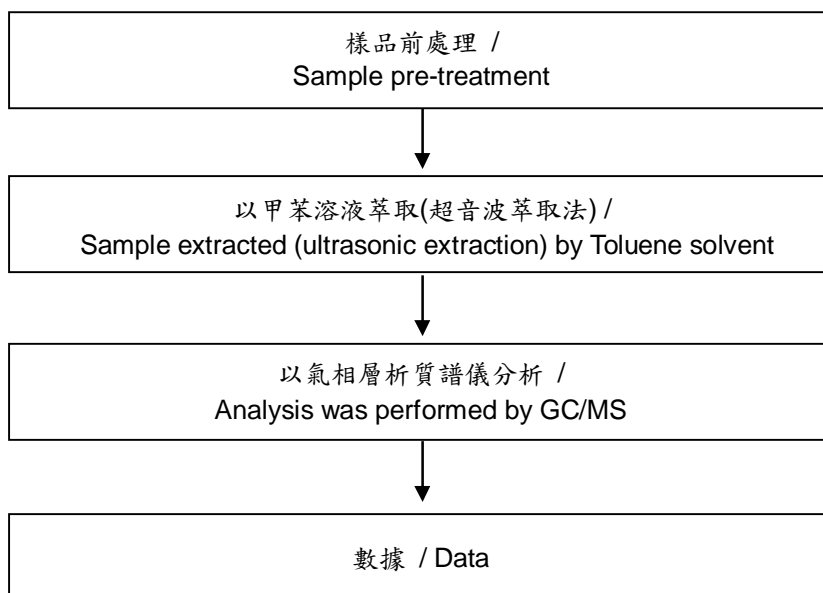 樣品前處理 /
Sample pre-treatment
以甲苯溶液萃取(超音波萃取法) /
Sample extracted (ultrasonic extraction) by Toluene solvent
以氣相層析質譜儀分析 /
Analysis was performed by GC/MS
數據 / Data